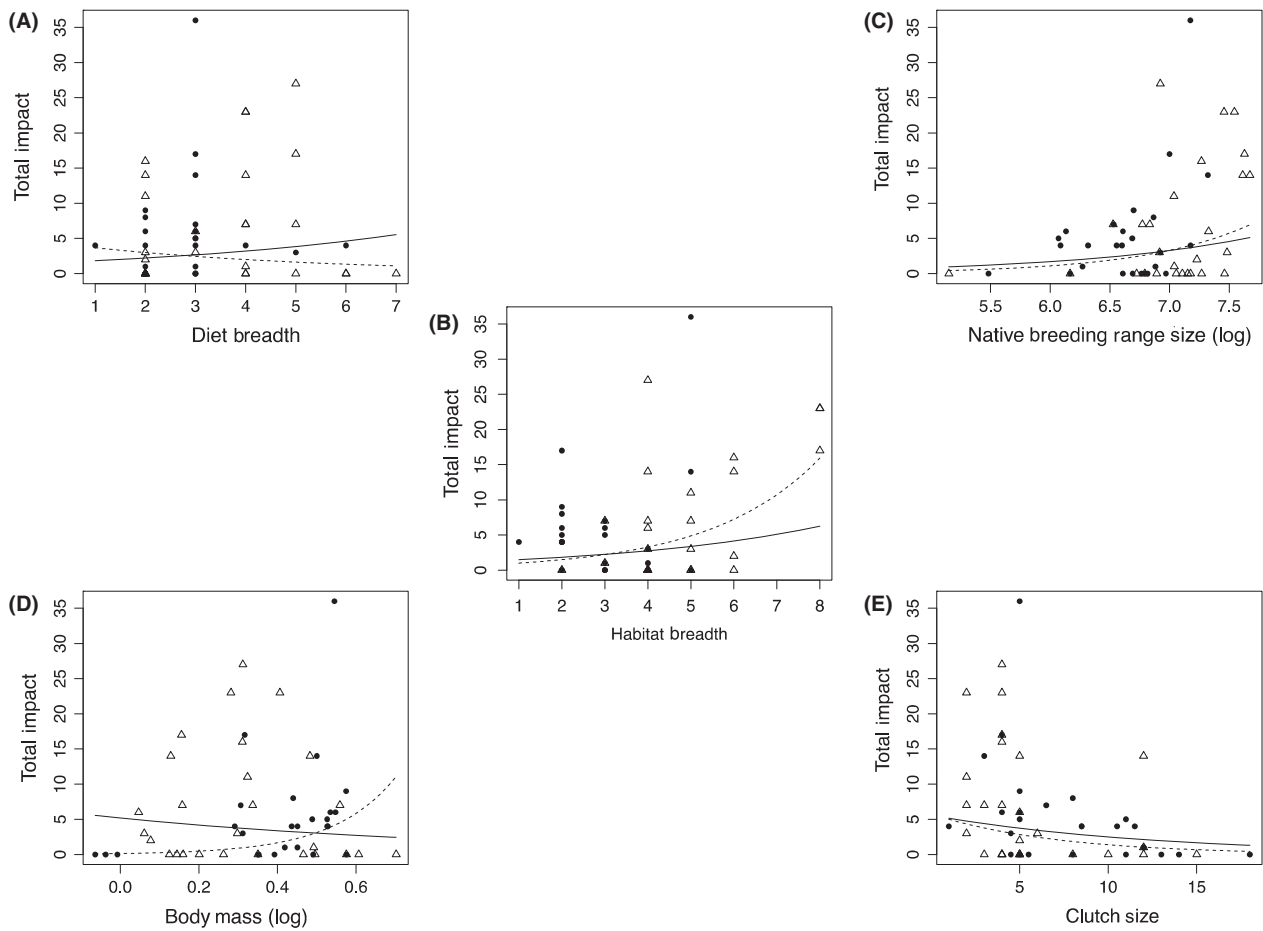 (A)
35
30
25
20
15
10
5
0
Total impact
1 2 3 4 5 6 7
Diet breadth
(C)
35
30
25
20
15
10
5
0
Total impact
5.5 6.0 6.5 7.0 7.5
Native breeding range size (log)
(B)
35
30
25
20
15
10
5
0
Total impact
1 2 3 4 5 6 7 8
Habitat breadth
(D)
35
30
25
20
15
10
5
0
Total impact
0.0 0.2 0.4 0.6
Body mass (log)
(E)
35
30
25
20
15
10
5
0
Total impact
5 10 15
Clutch size